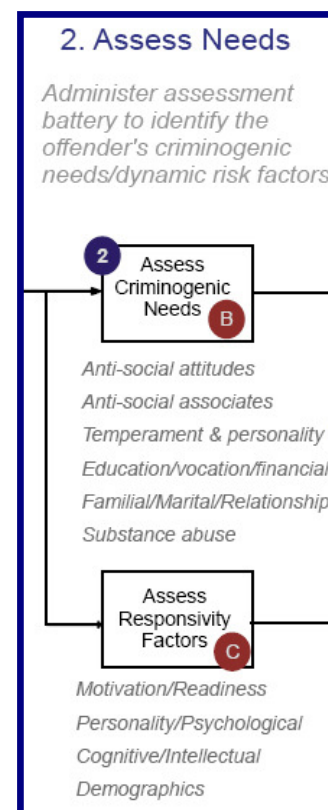 2. Assess Needs
Administer assessment
battery to identify the
offender's criminogenic
needs/dynamic risk factors
2
Assess
Criminogenic
Needs
B
Anti-social attitudes
Anti-social associates
Temperament & personality
Education/vocation/financial
Familial/Marital/Relationship
Substance abuse
Assess
Responsivity
Factors
C
Motivation/Readiness
Personality/Psychological
Cognitive/Intellectual
Demographics